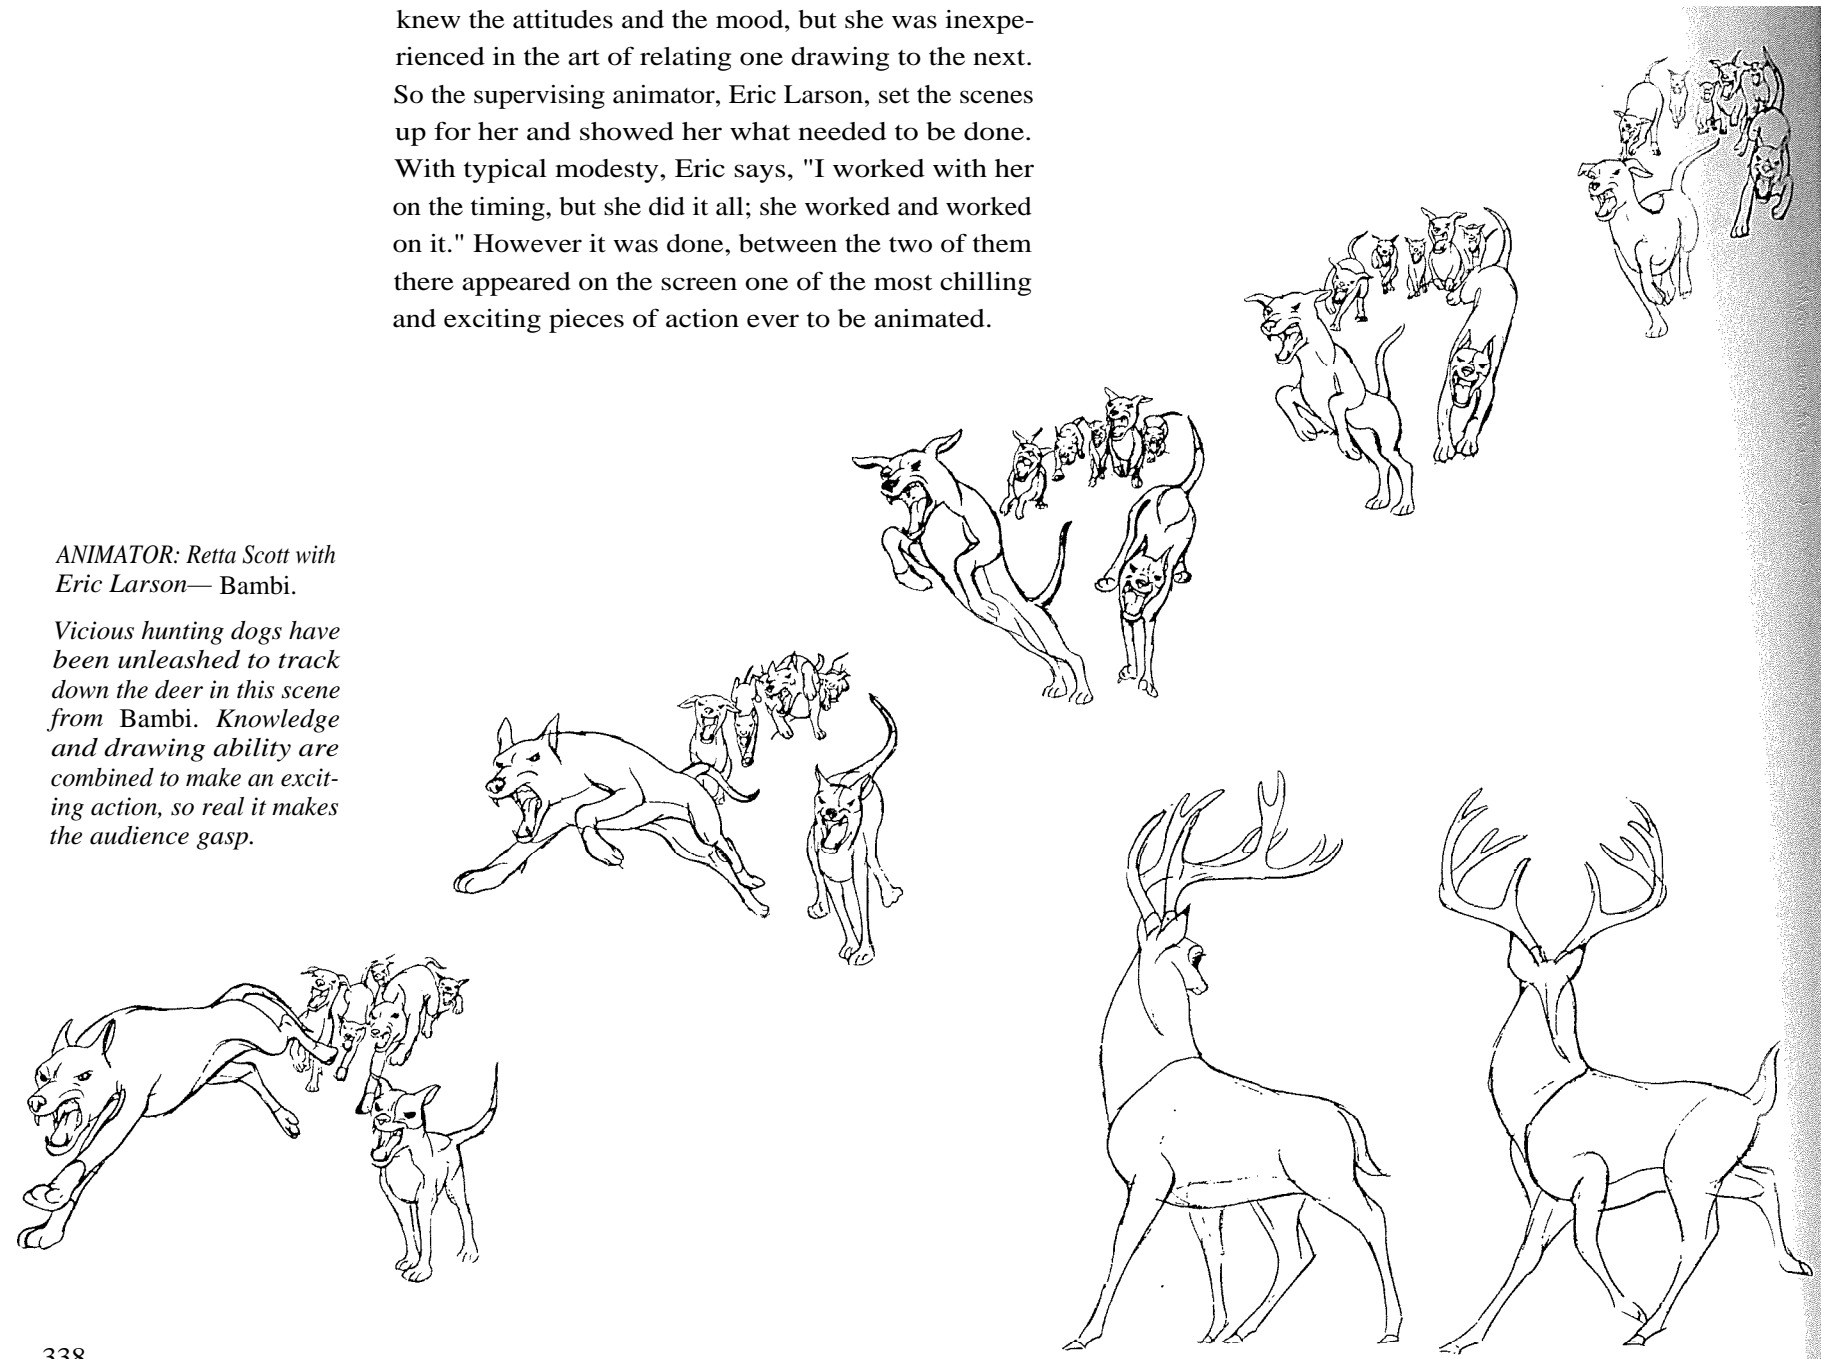 knew the attitudes and the mood, but she was inexpe-
rienced in the art of relating one drawing to the next.
So the supervising animator, Eric Larson, set the scenes
up for her and showed her what needed to be done.
With typical modesty, Eric says, "I worked with her
on the timing, but she did it all; she worked and worked
on it." However it was done, between the two of them
there appeared on the screen one of the most chilling
and exciting pieces of action ever to be animated.
ANIMATOR: Retta Scott with
Eric Larson— Bambi.
Vicious hunting dogs have
been unleashed to track
down the deer in this scene
from Bambi. Knowledge
and drawing ability are
combined to make an excit-
ing action, so real it makes
the audience gasp.
338